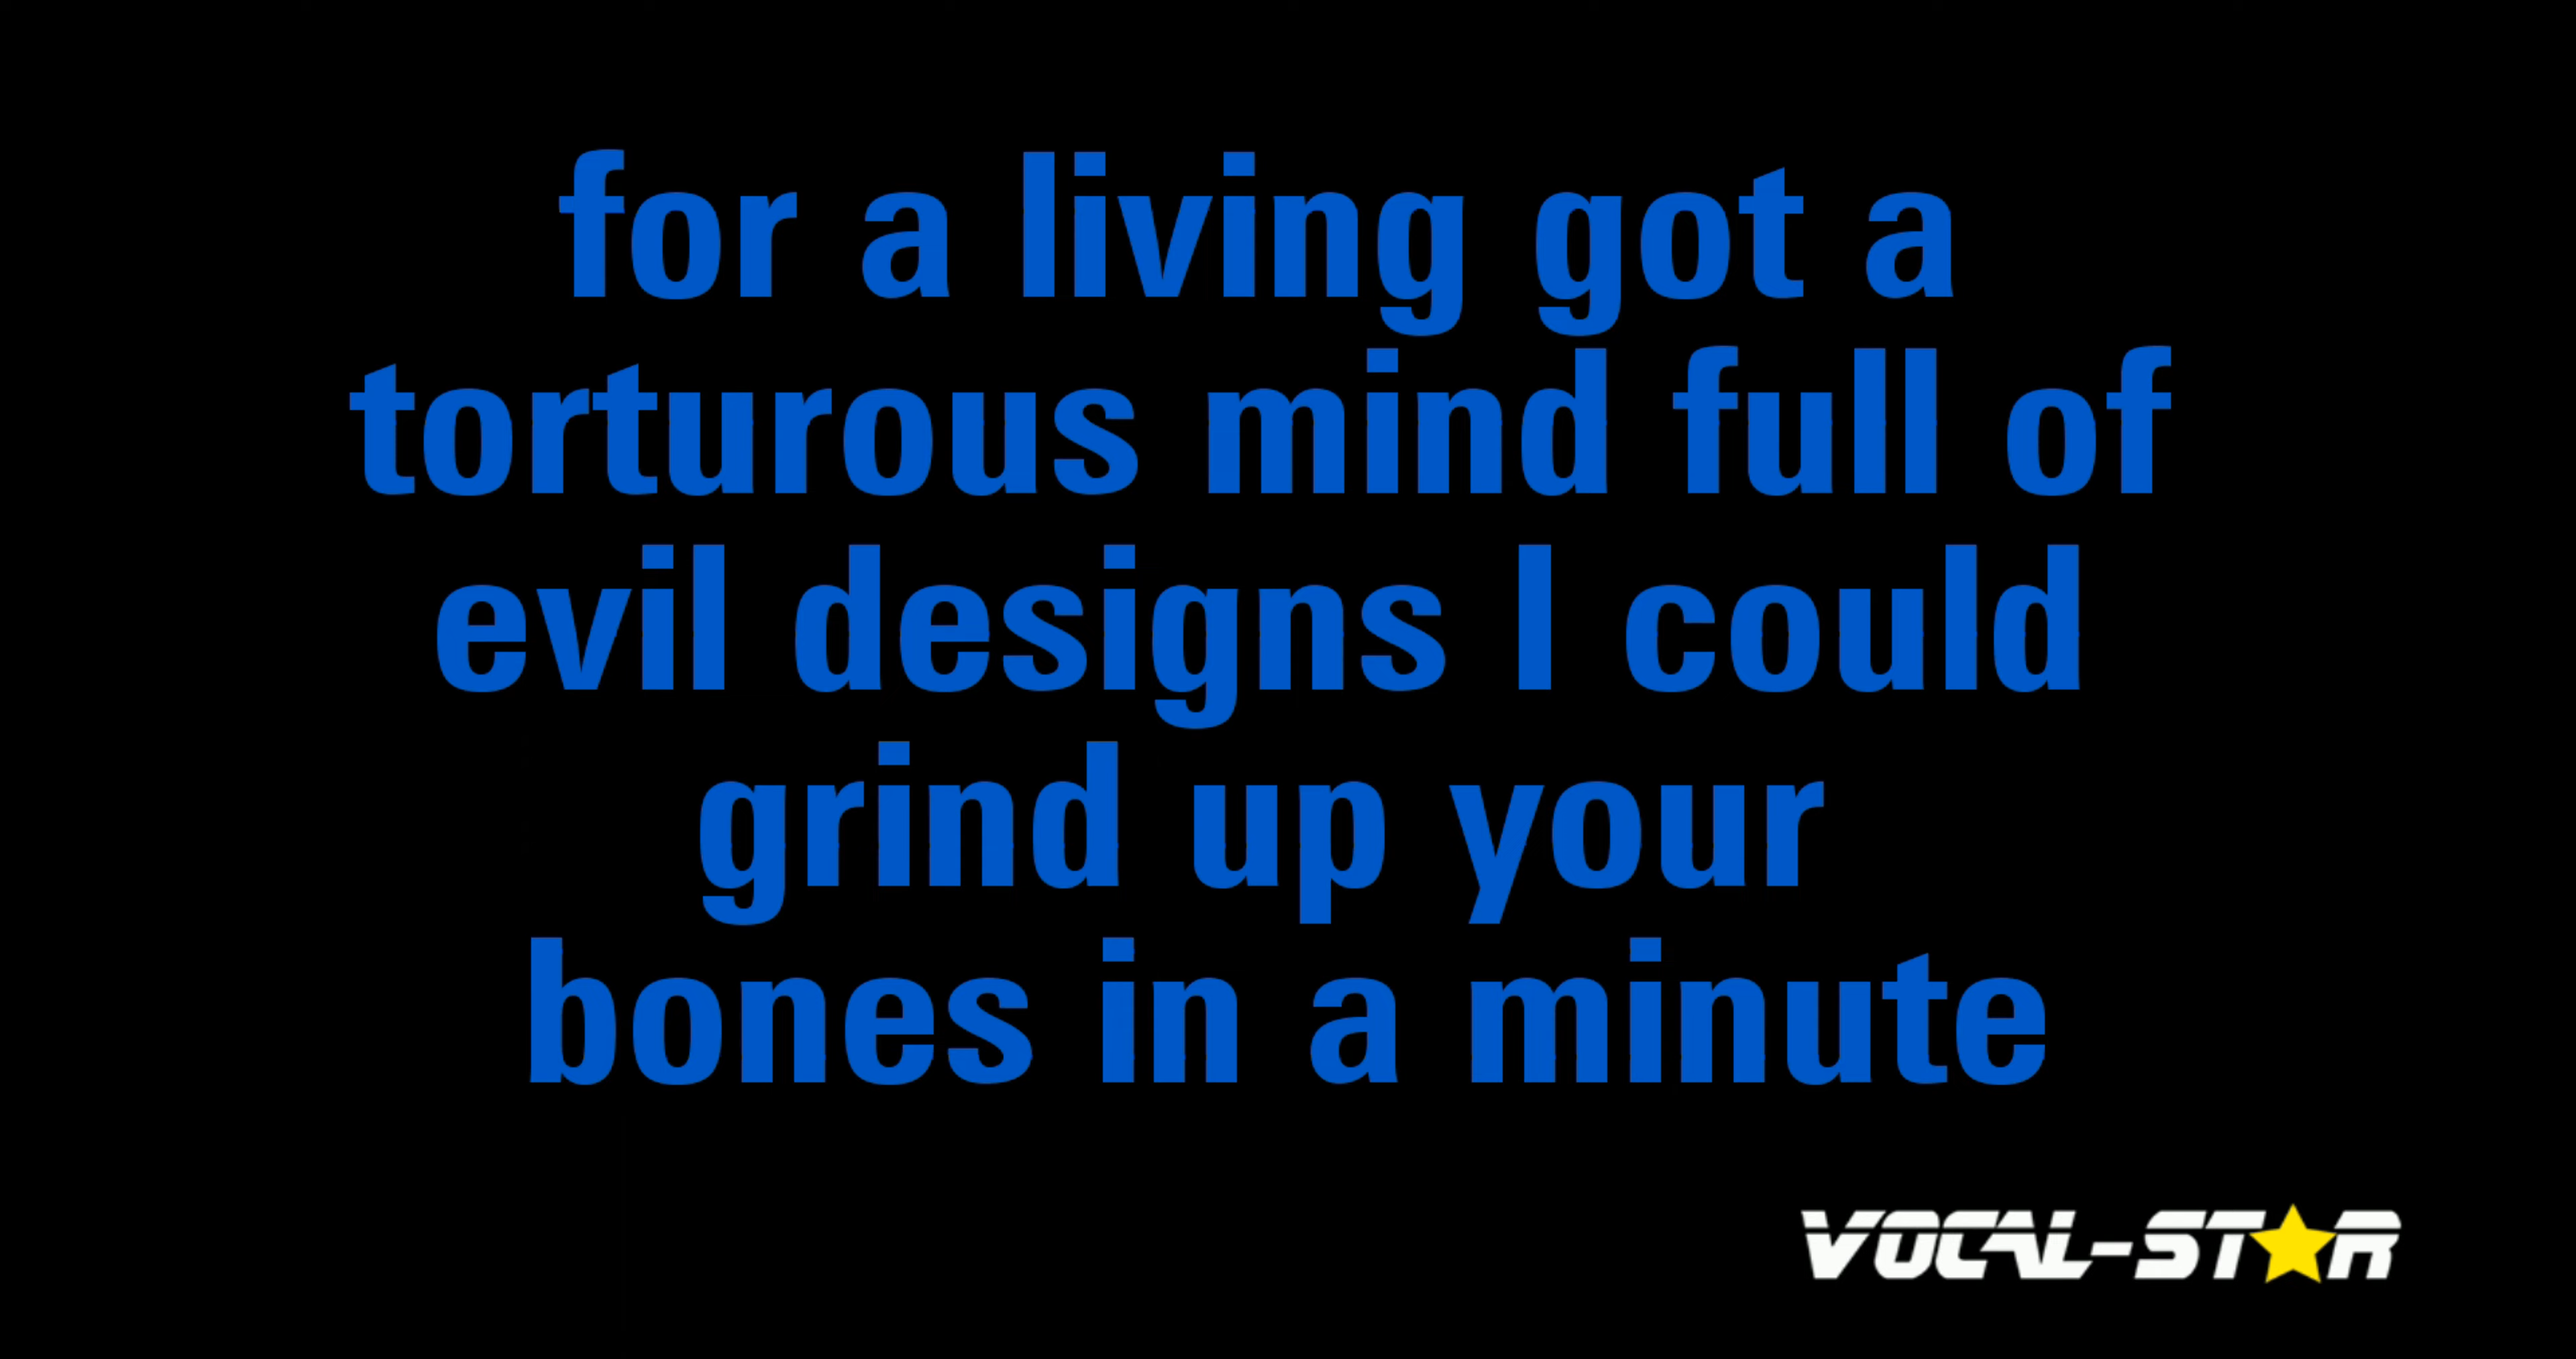 for a living got a
torturous mind full of
evil designs I could
grind up your
bones in a minute
VOCAL-STAR